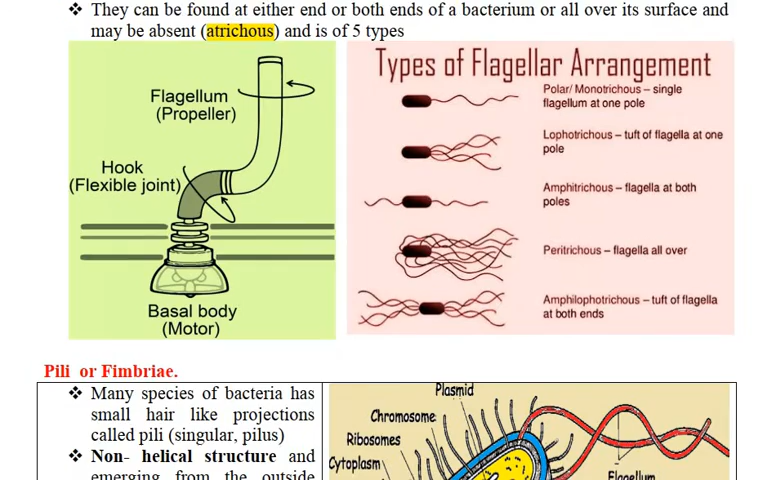 ❖ They can be found at either end or both ends of a bacterium or all over its surface and
may be absent (atrichous) and is of 5 types
Flagellum
(Propeller)
Hook
(Flexible joint)
Basal body
(Motor)
Types of Flagellar Arrangement
Polar/ Monotrichous – single
flagellum at one pole
Lophotrichous – tuft of flagella at one
pole
Amphitrichous – flagella at both
poles
Peritrichous – flagella all over
Amphilophotrichous – tuft of flagella
at both ends
Pili or Fimbriae.
❖ Many species of bacteria has
small hair like projections
called pili (singular, pilus)
❖ Non- helical structure and
emerging from the outside
Plasmid
Chromosome
Ribosomes
Cytoplasm
Flagellum